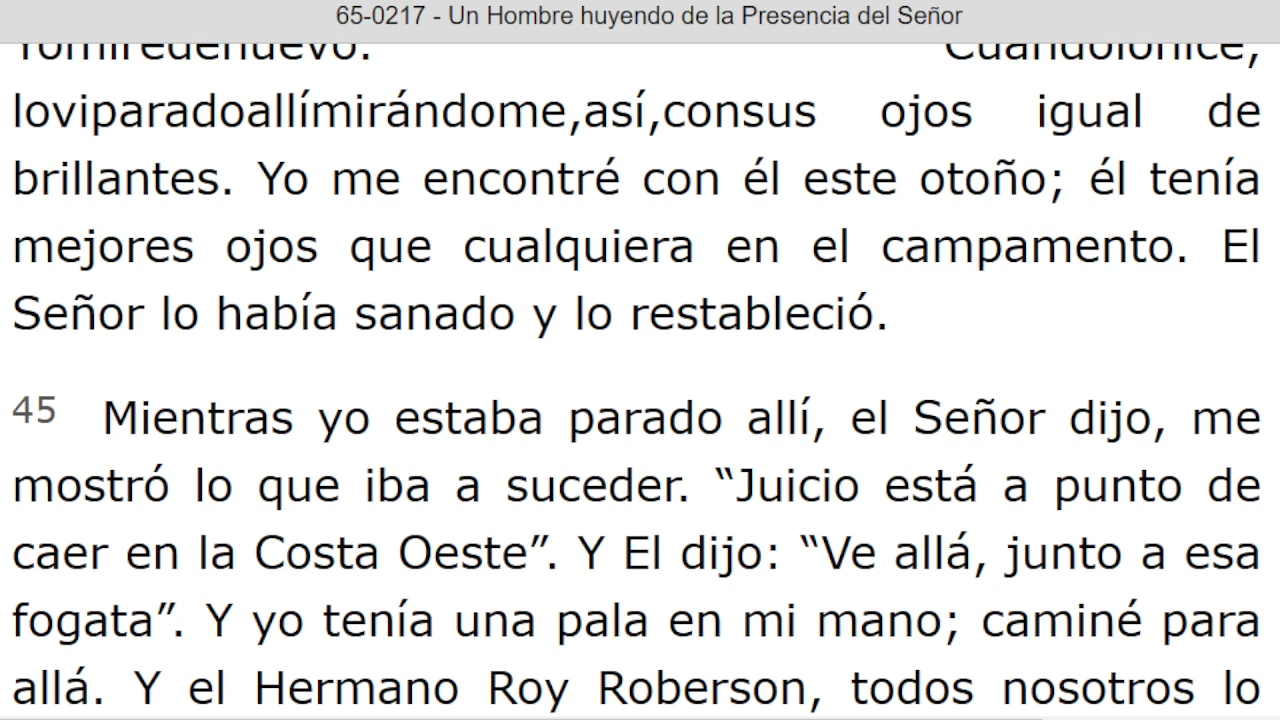 65-0217 - Un Hombre huyendo de la Presencia del Señor
Yomirédenuevo. Cuandolohice,
loviparadoallímirándome,así,consus ojos igual de
brillantes. Yo me encontré con él este otoño; él tenía
mejores ojos que cualquiera en el campamento. El
Señor lo había sanado y lo restableció.
45 Mientras yo estaba parado allí, el Señor dijo, me
mostró lo que iba a suceder. “Juicio está a punto de
caer en la Costa Oeste”. Y El dijo: “Ve allá, junto a esa
fogata”. Y yo tenía una pala en mi mano; caminé para
allá. Y el Hermano Roy Roberson, todos nosotros lo